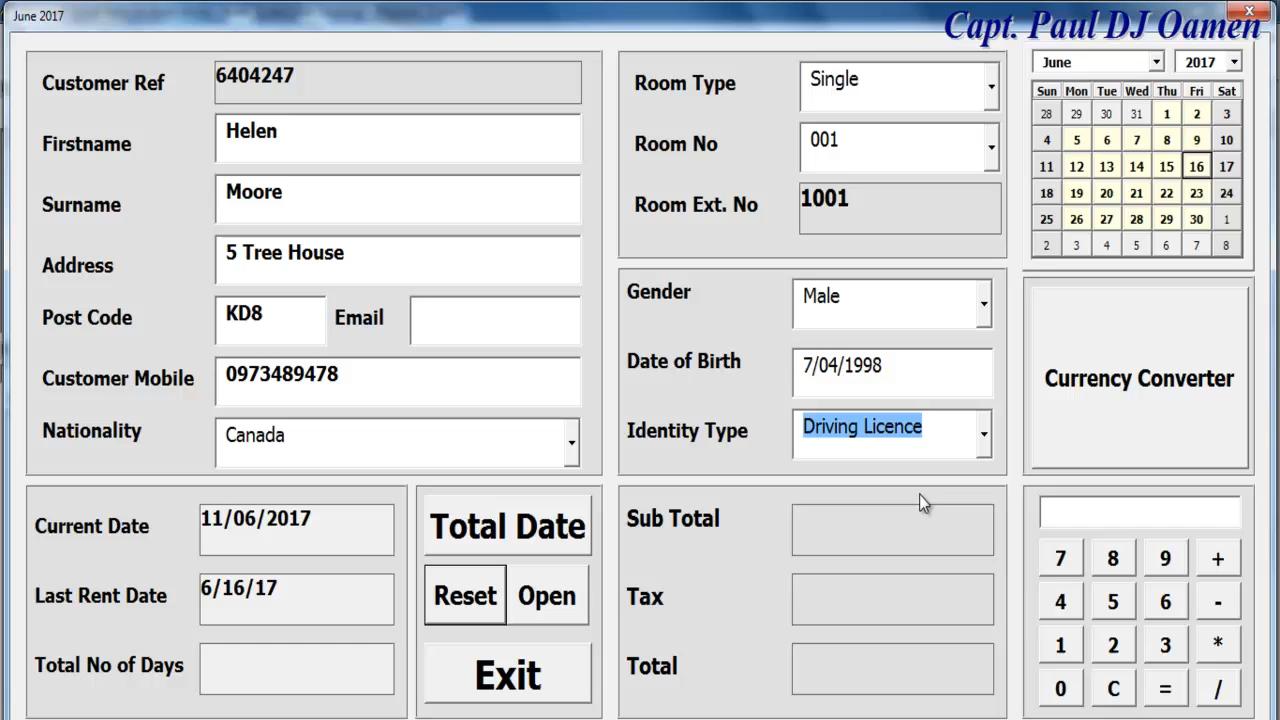 June 2017
Capt. Paul DJ Oamen
Customer Ref 6404247
Firstname Helen
Surname Moore
Address 5 Tree House
Post Code KD8 Email
Customer Mobile 0973489478
Nationality Canada
Room Type Single
Room No 001
Room Ext. No 1001
Gender Male
Date of Birth 7/04/1998
Identity Type Driving Licence
June 2017
Sun Mon Tue Wed Thu Fri Sat
28 29 30 31 1 2 3
4 5 6 7 8 9 10
11 12 13 14 15 16 17
18 19 20 21 22 23 24
25 26 27 28 29 30 1
2 3 4 5 6 7 8
Currency Converter
Current Date 11/06/2017
Last Rent Date 6/16/17
Total No of Days
Total Date
Reset Open
Exit
Sub Total
Tax
Total
7 8 9 +
4 5 6 -
1 2 3 *
0 C = /